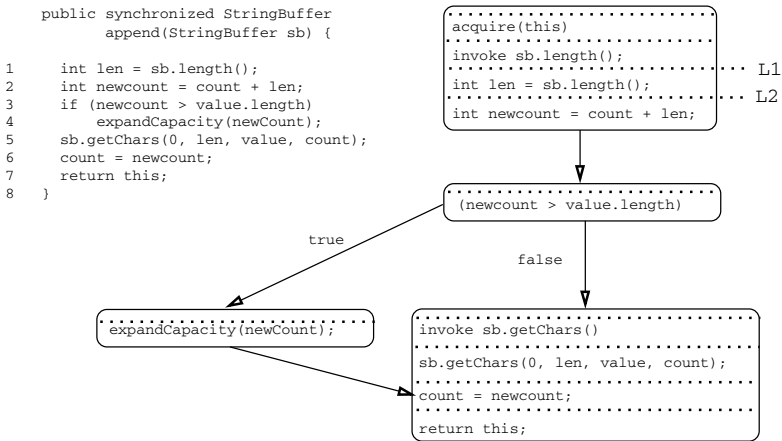 public synchronized StringBuffer
append(StringBuffer sb) {
1 int len = sb.length();
2 int newcount = count + len;
3 if (newcount > value.length)
4 expandCapacity(newCount);
5 sb.getChars(0, len, value, count);
6 count = newcount;
7 return this;
8 }
acquire(this)
invoke sb.length();
L1
int len = sb.length();
L2
int newcount = count + len;
(newcount > value.length)
true
false
expandCapacity(newCount);
invoke sb.getChars()
sb.getChars(0, len, value, count);
count = newcount;
return this;